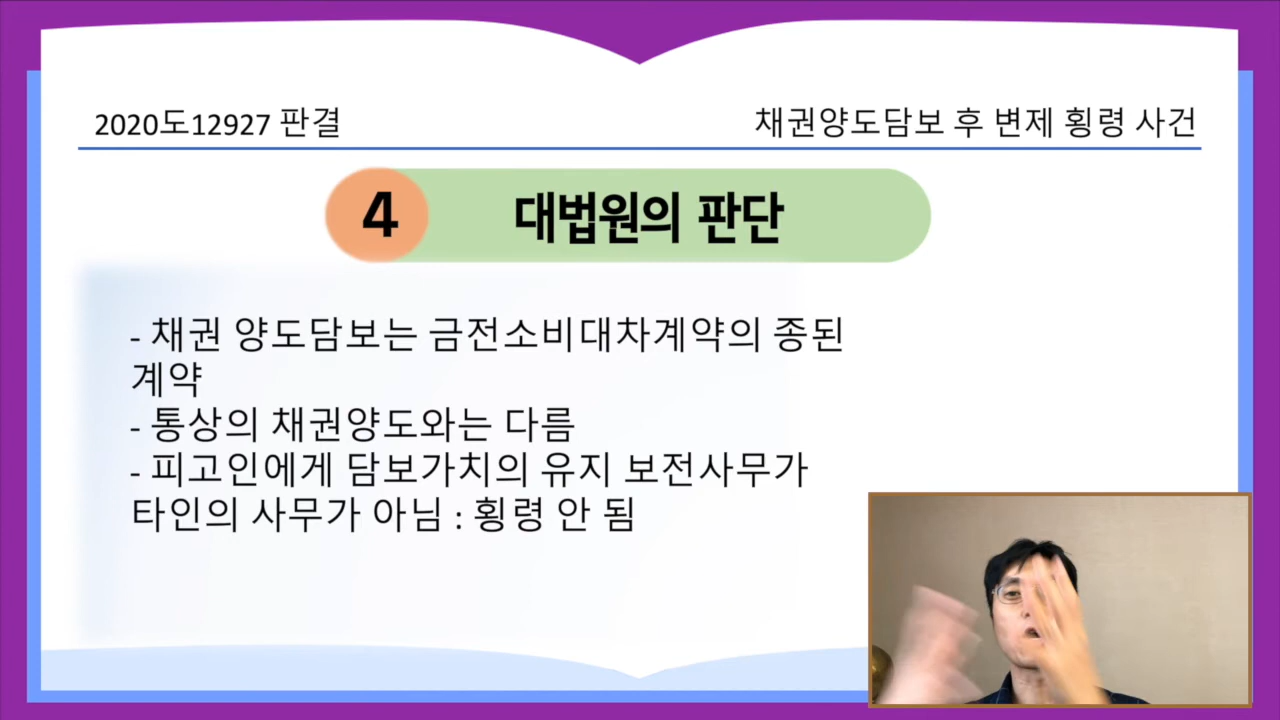 2020도12927 판결
채권양도담보 후 변제 횡령 사건
4
대법원의 판단
- 채권 양도담보는 금전소비대차계약의 종된
계약
- 통상의 채권양도와는 다름
- 피고인에게 담보가치의 유지 보전사무가
타인의 사무가 아님 : 횡령 안 됨